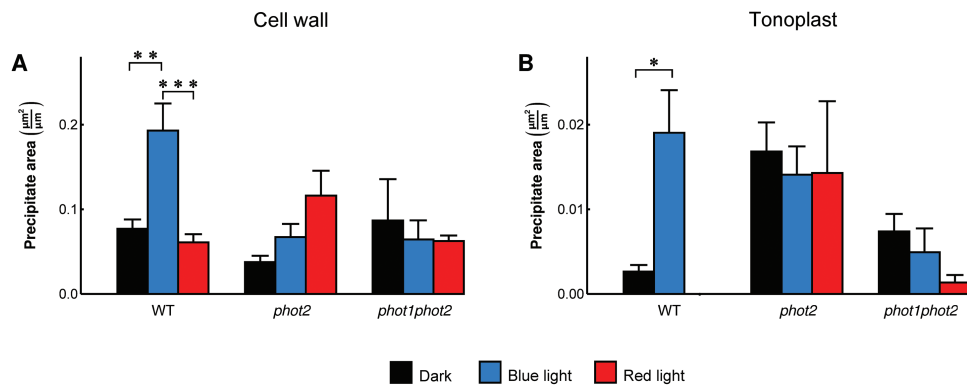 Cell wall
Tonoplast
A
B
**
***
*
Precipitate area (μm²/μm)
0.2
0.1
0.0
WT
phot2
phot1phot2
Precipitate area (μm²/μm)
0.02
0.01
0.00
WT
phot2
phot1phot2
Dark
Blue light
Red light